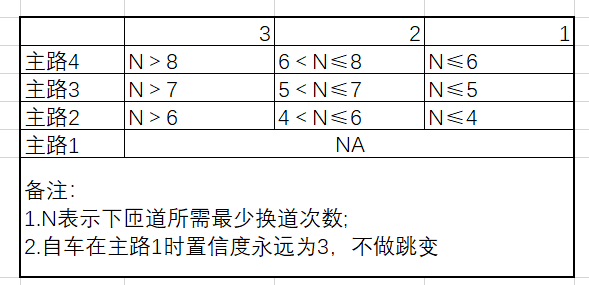 3 2 1
主路4 N＞8 6＜N≤8 N≤6
主路3 N＞7 5＜N≤7 N≤5
主路2 N＞6 4＜N≤6 N≤4
主路1 NA
备注：
1.N表示下匝道所需最少换道次数;
2.自车在主路1时置信度永远为3，不做跳变